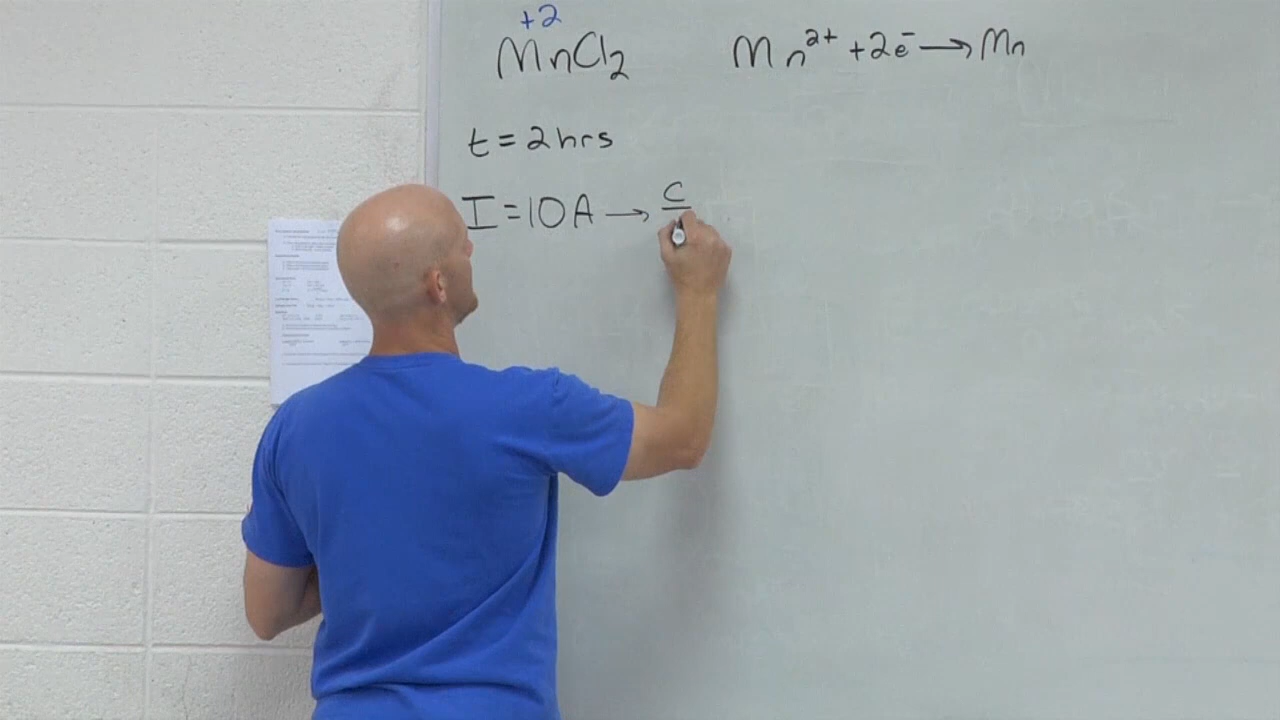 +2
MnCl₂
Mn²⁺ + 2e⁻ → Mn
t = 2 hrs
I = 10A → C